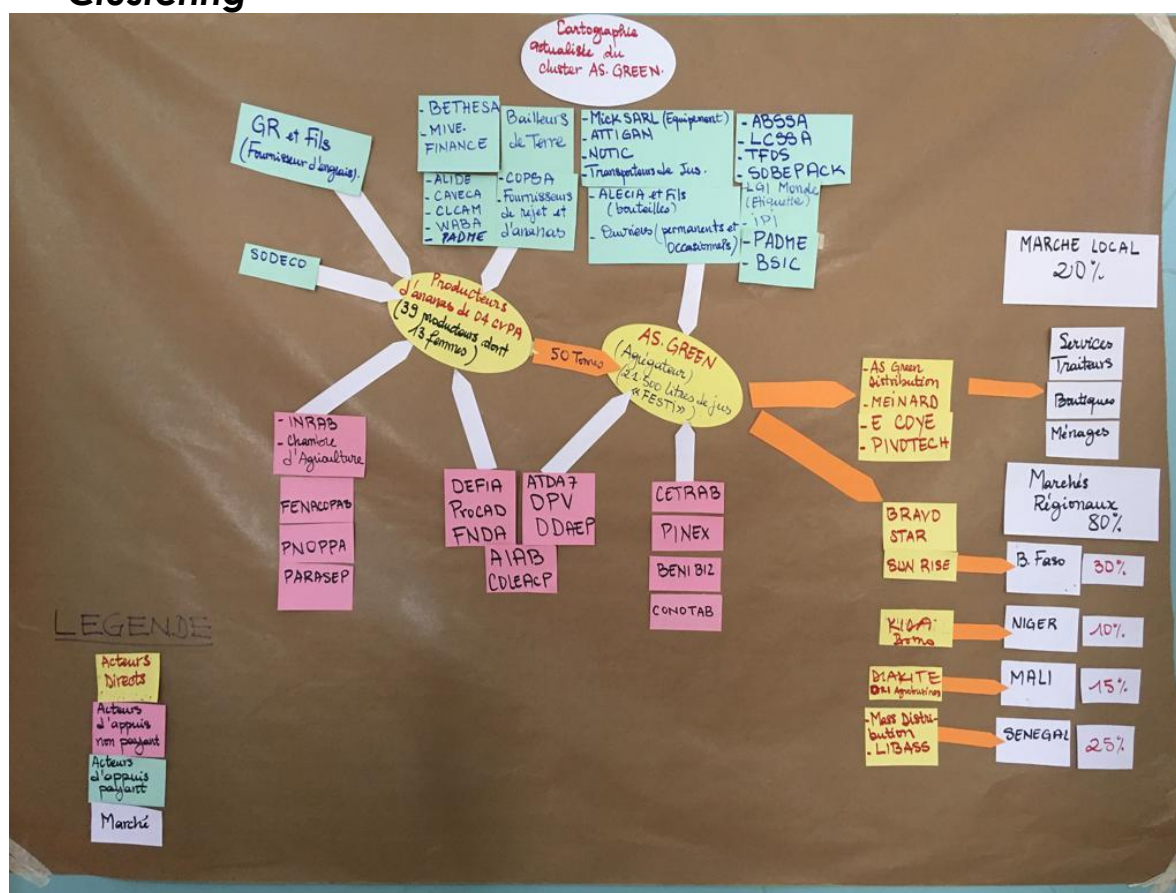 Clustering
Cartographie
actualisée du
cluster AS. GREEN.
GR et Fils
(Fournisseur d'engrais).
SODECO
- BETHESA
- MIVE-
FINANCE
Bailleurs
de Terre
- ALIDE
- CAVECA
- CLCAM
- WABA
- PADME
- COPSA
- Fournisseurs
de rejet et
d'ananas
- Mick SARL (Equipement)
- ATTIGAN
- NOTIC
- Transporteurs de Jus.
- ALECIA et Fils
(bouteilles)
- Ouvriers (permanents et
Occasionnels)
- ABSSA
- LCSSA
- TFDS
- SOBEPACK
- LGI Monde
(Etiquette)
- iPi
- PADME
- BSIC
Producteurs
d'ananas de 04 CVPA
(39 producteurs dont
13 femmes)
50 Tonnes
AS. GREEN
(Agrégateur)
(21.500 litres de jus
«FESTi»)
- INRAB
- Chambre
d'Agriculture
FENACOPAB
PNOPPA
PARASEP
DEFIA
ProCAD
FNDA
ATDA7
DPV
DDAEP
AIAB
COLEACP
CETRAB
PINEX
BENI BIZ
CONOTAB
- AS Green
Distribution
- MEINARD
- E COYE
- PINOTECH
BRAVO
STAR
SUN RISE
Boms
DIAKITE
ORI Agrobusiness
- Mass Distri-
bution
- LIBASS
MARCHE LOCAL
20%
Services
Traiteurs
Boutiques
Ménages
Marchés
Régionaux
80%
B. Faso
30%
NIGER
10%
MALI
15%
SENEGAL
25%
LEGENDE
Acteurs
Directs
Acteurs
d'appuis
non payant
Acteurs
d'appuis
payant
Marché